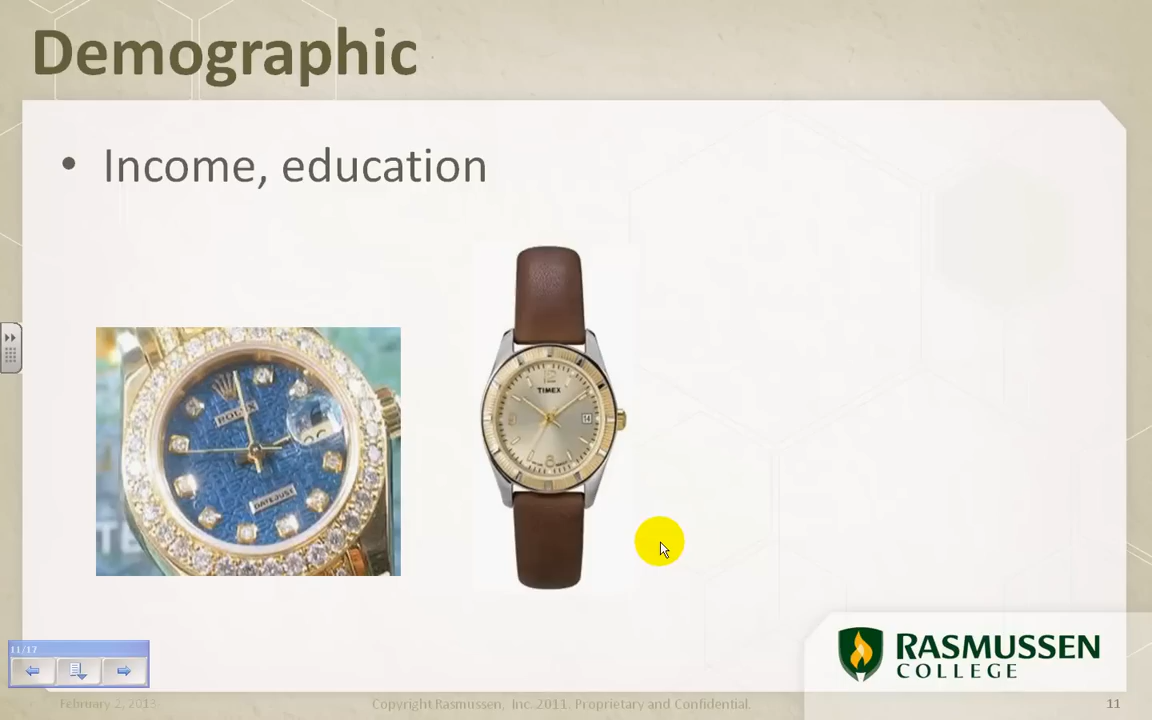 Demographic
• Income, education
TIMEX
14
ROLEX
DATEJUST
11/17
RASMUSSEN
COLLEGE
February 2, 2013
Copyright Rasmussen, Inc. 2011. Proprietary and Confidential.
11